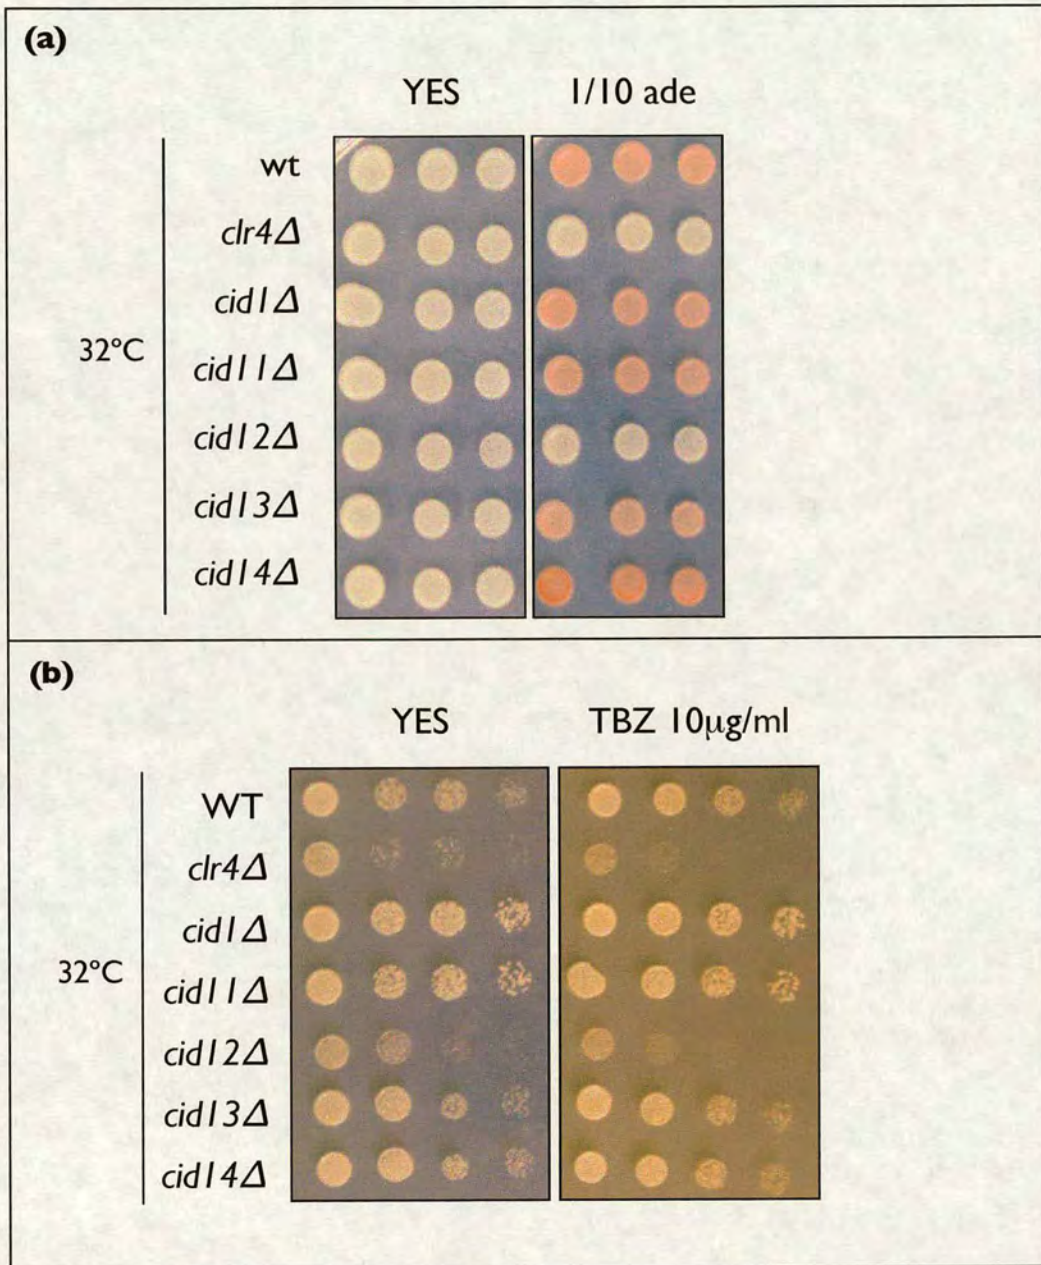 (a)
YES 1/10 ade
wt
clr4Δ
cid1Δ
32°C
cid11Δ
cid12Δ
cid13Δ
cid14Δ
(b)
YES TBZ 10µg/ml
WT
clr4Δ
cid1Δ
32°C
cid11Δ
cid12Δ
cid13Δ
cid14Δ